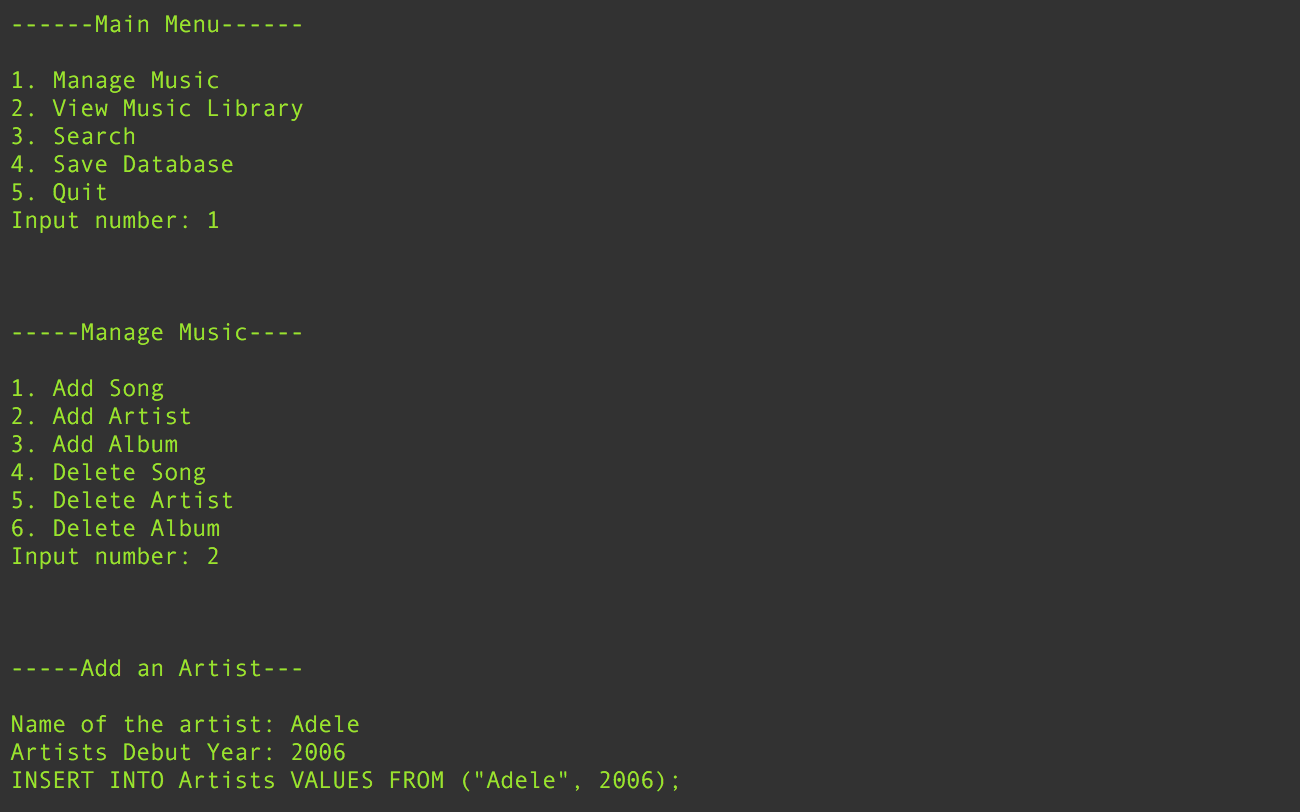 ------Main Menu------
1. Manage Music
2. View Music Library
3. Search
4. Save Database
5. Quit
Input number: 1
-----Manage Music----
1. Add Song
2. Add Artist
3. Add Album
4. Delete Song
5. Delete Artist
6. Delete Album
Input number: 2
-----Add an Artist---
Name of the artist: Adele
Artists Debut Year: 2006
INSERT INTO Artists VALUES FROM ("Adele", 2006);